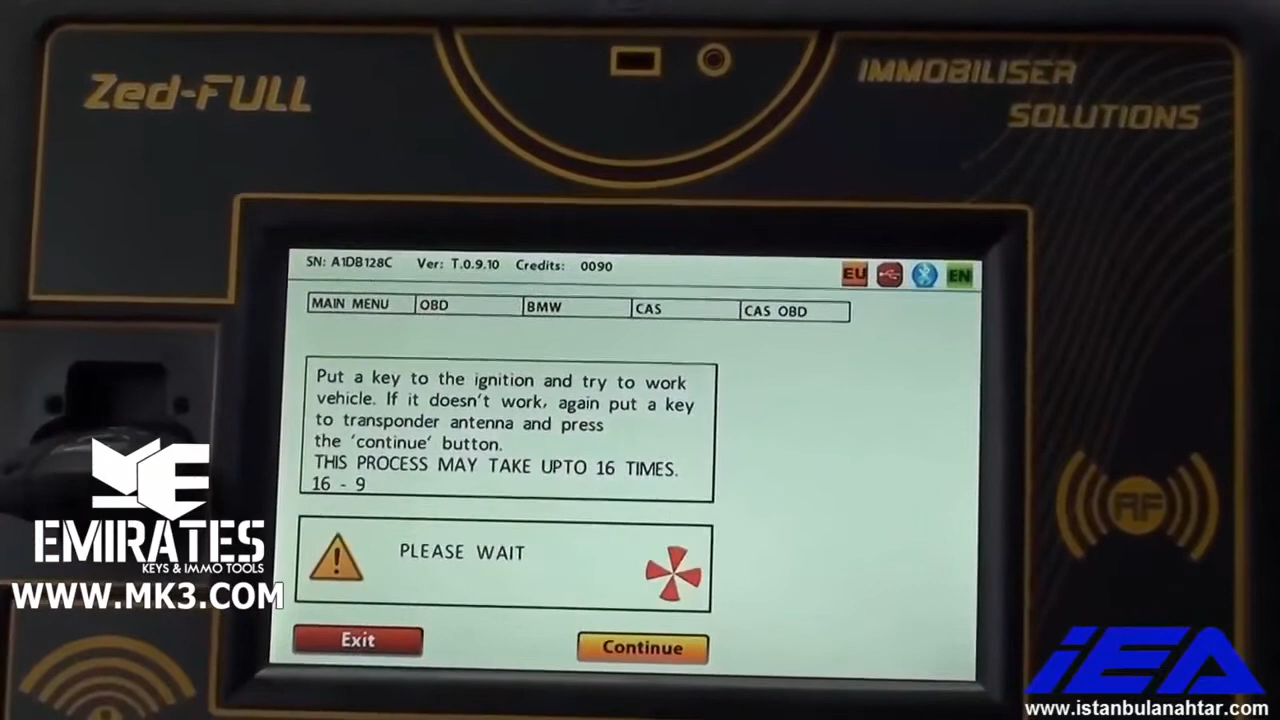 Zed-FULL
IMMOBILISER
SOLUTIONS
SN: A1DB128C Ver: T.0.9.10 Credits: 0090
EU
EN
MAIN MENU OBD BMW CAS CAS OBD
Put a key to the ignition and try to work
vehicle. If it doesn't work, again put a key
to transponder antenna and press
the 'continue' button.
THIS PROCESS MAY TAKE UPTO 16 TIMES.
16 - 9
PLEASE WAIT
Exit
Continue
RF
EMIRATES
KEYS & IMMO TOOLS
WWW.MK3.COM
iEA
www.istanbulanahtar.com